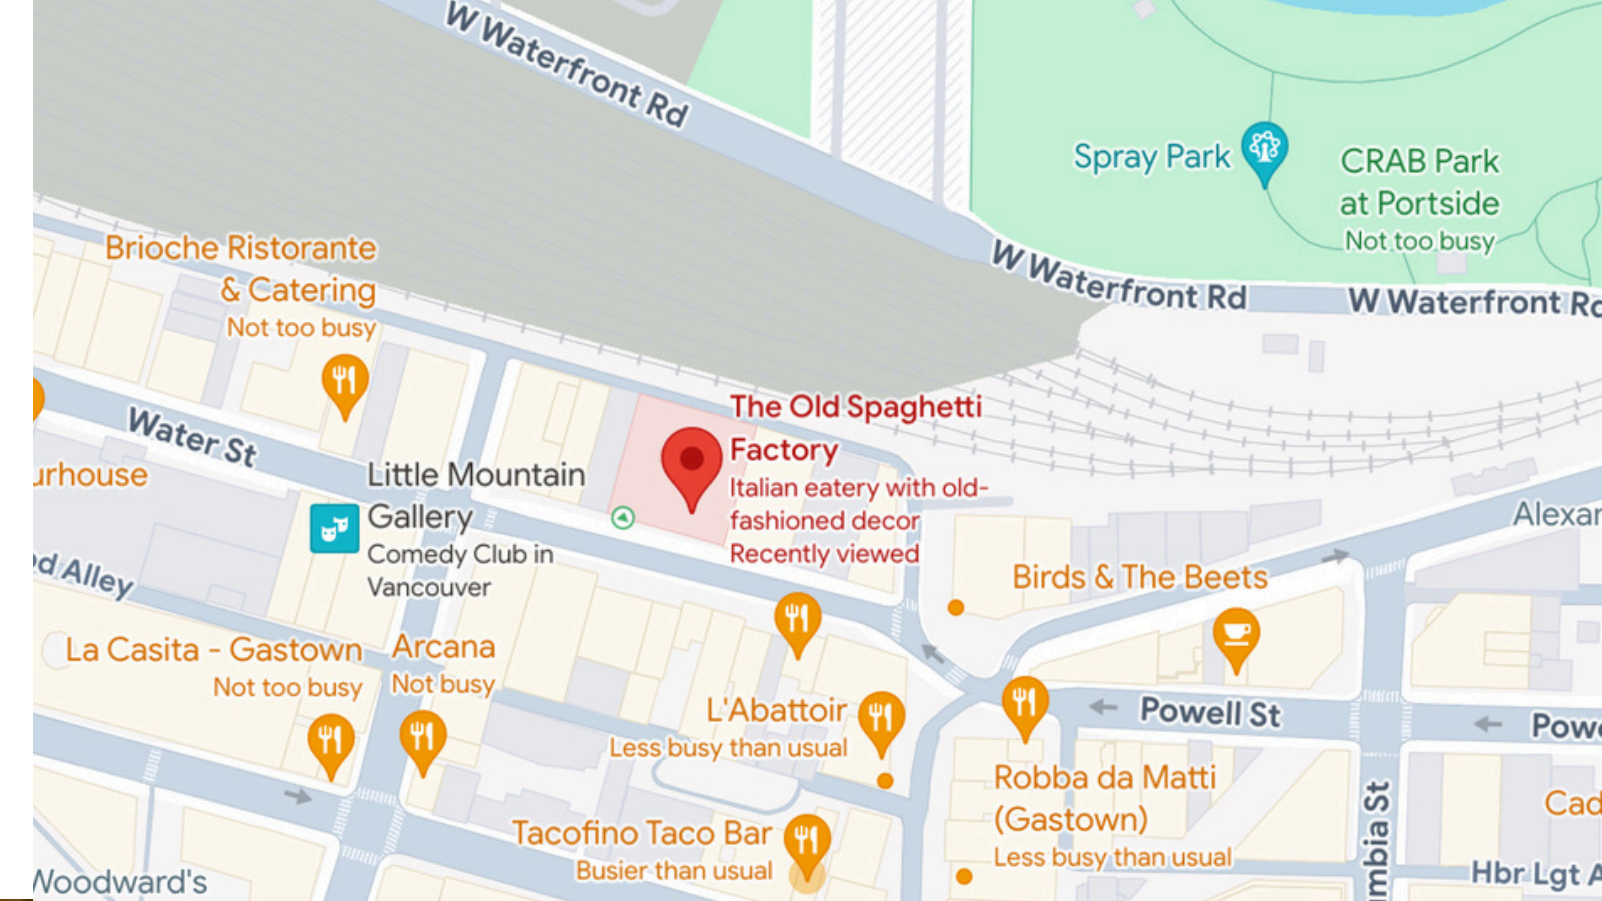 W Waterfront Rd
Spray Park
CRAB Park
at Portside
Not too busy
W Waterfront Rd
W Waterfront Rd
Brioche Ristorante
& Catering
Not too busy
Water St
The Old Spaghetti
Factory
Italian eatery with old-
fashioned decor
Recently viewed
urhouse
Little Mountain
Gallery
Comedy Club in
Vancouver
Alexar
od Alley
Birds & The Beets
La Casita - Gastown
Not too busy
Arcana
Not busy
L'Abattoir
Less busy than usual
Powell St
Powe
Robba da Matti
(Gastown)
Less busy than usual
Cad
Tacofino Taco Bar
Busier than usual
mbia St
Hbr Lgt A
Woodward's